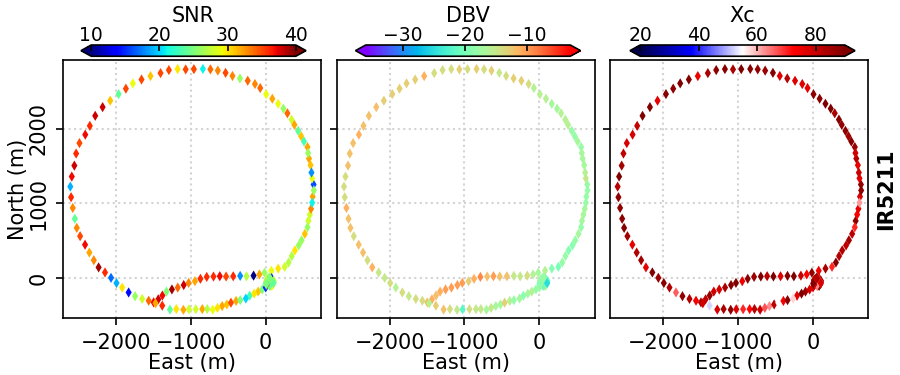 SNR DBV Xc
10 20 30 40 −30 −20 −10 20 40 60 80
2000
1000
0
North (m)
−2000 −1000 0 −2000 −1000 0 −2000 −1000 0
East (m) East (m) East (m)
IR5211